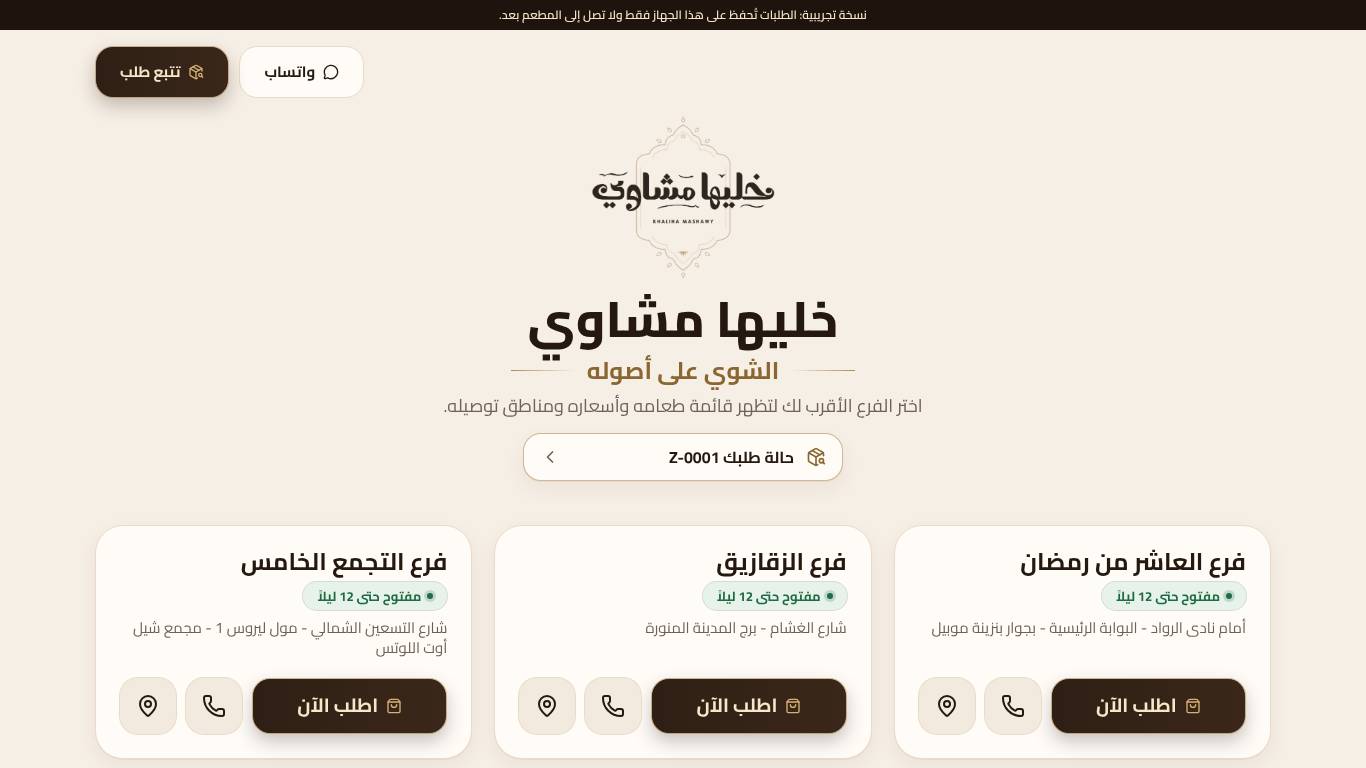 نسخة تجريبية: الطلبات تُحفظ على هذا الجهاز فقط ولا تصل إلى المطعم بعد.
واتساب
تتبع طلب
خليها مشاوي
KHALIHA MASHAWY
خليها مشاوي
الشوي على أصوله
اختر الفرع الأقرب لك لتظهر قائمة طعامه وأسعاره ومناطق توصيله.
حالة طلبك Z-0001
فرع العاشر من رمضان
مفتوح حتى 12 ليلاً
أمام نادى الرواد - البوابة الرئيسية - بجوار بنزينة موبيل
اطلب الآن
فرع الزقازيق
مفتوح حتى 12 ليلاً
شارع الغشام - برج المدينة المنورة
اطلب الآن
فرع التجمع الخامس
مفتوح حتى 12 ليلاً
شارع التسعين الشمالي - مول ليروس 1 - مجمع شيل
أوت اللوتس
اطلب الآن